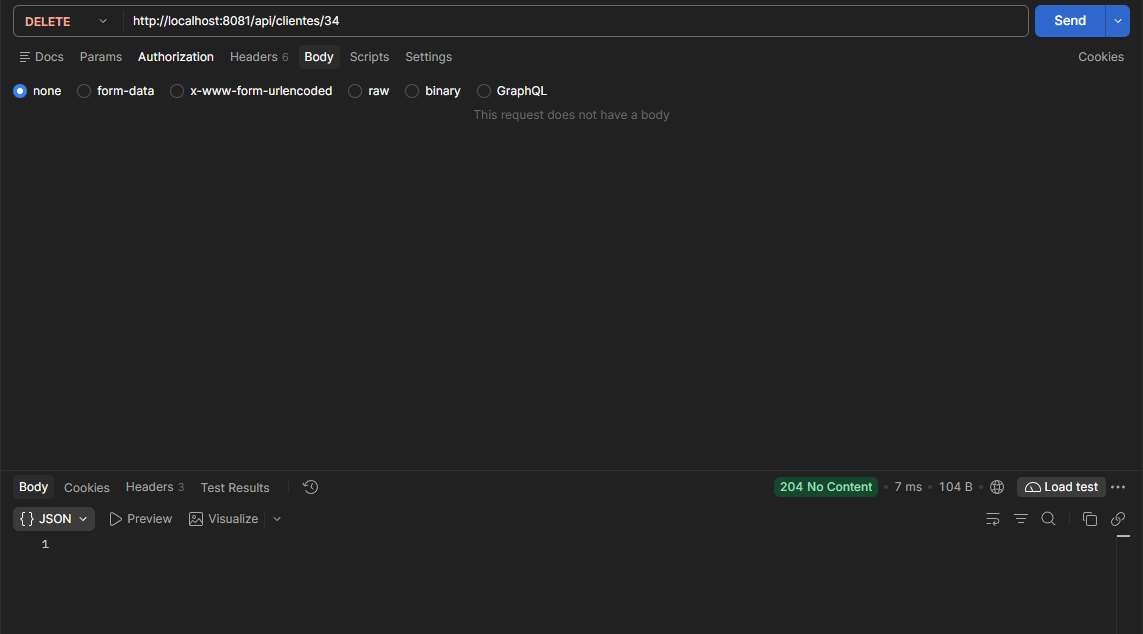 DELETE http://localhost:8081/api/clientes/34 Send
Docs Params Authorization Headers 6 Body Scripts Settings Cookies
none form-data x-www-form-urlencoded raw binary GraphQL
This request does not have a body
Body Cookies Headers 3 Test Results 204 No Content • 7 ms • 104 B • Load test
{ } JSON Preview Visualize
1